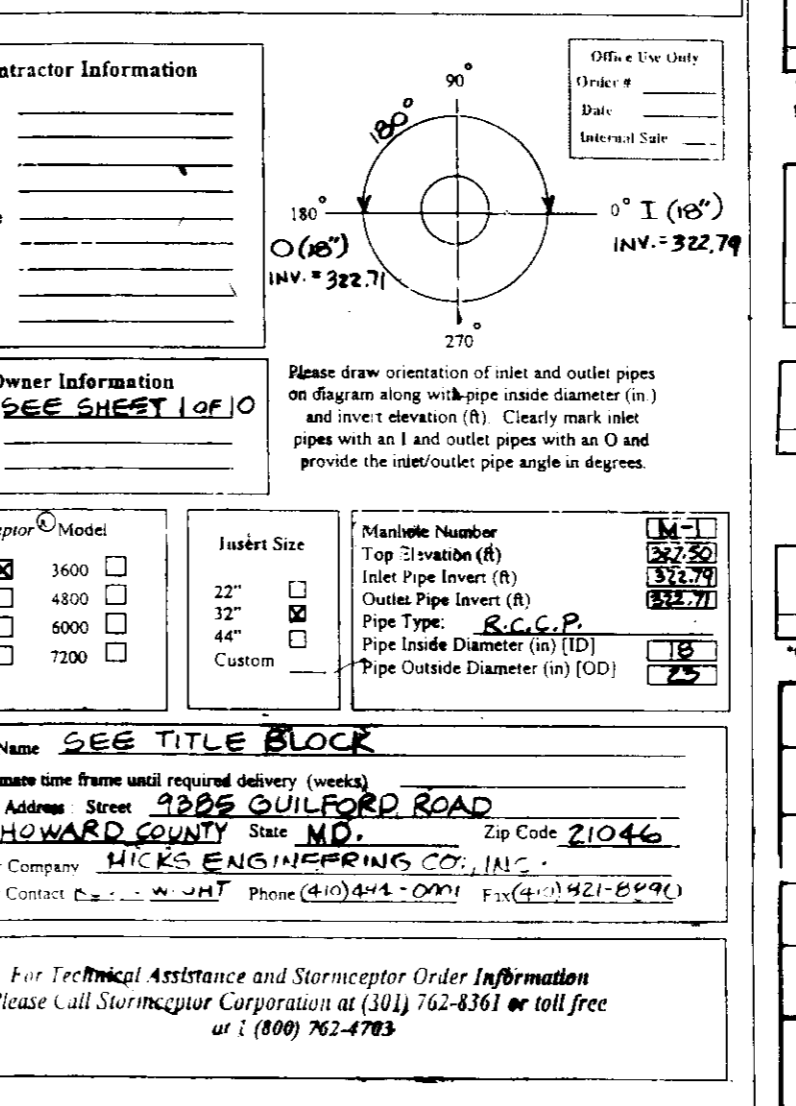 ntractor Information
Office Use Only
Order #
Date
Internal Sale
90°
180°
180°
0° I (18")
INV.=322.79
O(18")
INV.=322.71
270°
Please draw orientation of inlet and outlet pipes
on diagram along with pipe inside diameter (in.)
and invert elevation (ft). Clearly mark inlet
pipes with an I and outlet pipes with an O and
provide the inlet/outlet pipe angle in degrees.
Owner Information
SEE SHEET 1 OF 10
eptor® Model
3600
4800
6000
7200
Insert Size
22"
32"
44"
Custom
Manhole Number M-1
Top Elevation (ft) 327.50
Inlet Pipe Invert (ft) 322.79
Outlet Pipe Invert (ft) 322.71
Pipe Type: R.C.C.P.
Pipe Inside Diameter (in) [ID] 18
Pipe Outside Diameter (in) [OD] 23
Name SEE TITLE BLOCK
mate time frame until required delivery (weeks)
Address: Street 9385 GUILFORD ROAD
HOWARD COUNTY State MD. Zip Code 21046
Company HICKS ENGINEERING CO., INC.
Contact Phone (410) Fax (410)
For Technical Assistance and Stormceptor Order Information
Please Call Stormceptor Corporation at (301) 762-8361 or toll free
at 1 (800) 762-4703